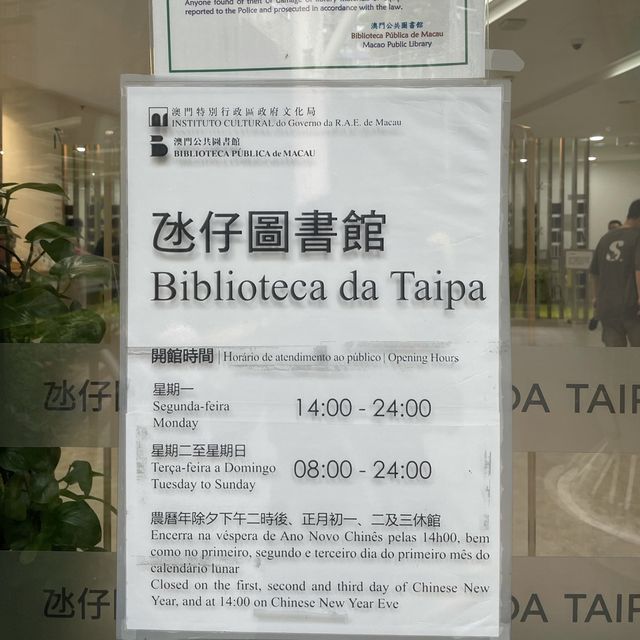 Anyone found of theft or damage of library materials
reported to the Police and prosecuted in accordance with the law.
澳門公共圖書館
Biblioteca Pública de Macau
Macao Public Library
澳門特別行政區政府文化局
INSTITUTO CULTURAL do Governo da R.A.E. de Macau
澳門公共圖書館
BIBLIOTECA PÚBLICA de MACAU
氹仔圖書館
Biblioteca da Taipa
開館時間 | Horário de atendimento ao público | Opening Hours
星期一
Segunda-feira
Monday
14:00 - 24:00
星期二至星期日
Terça-feira a Domingo
Tuesday to Sunday
08:00 - 24:00
農曆年除夕下午二時後、正月初一、二及三休館
Encerra na véspera de Ano Novo Chinês pelas 14h00, bem
como no primeiro, segundo e terceiro dia do primeiro mês do
calendário lunar
Closed on the first, second and third day of Chinese New
Year, and at 14:00 on Chinese New Year Eve
氹仔 DA TAIP
氹仔 DA TAIP
S